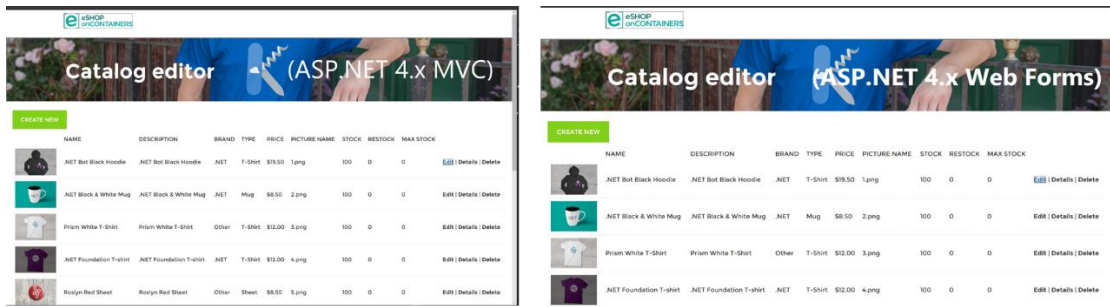 eSHOP
onCONTAINERS
Catalog editor (ASP.NET 4.x MVC)
CREATE NEW
NAME DESCRIPTION BRAND TYPE PRICE PICTURE NAME STOCK RESTOCK MAX STOCK
.NET Bot Black Hoodie .NET Bot Black Hoodie .NET T-Shirt $19.50 1.png 100 0 0 Edit | Details | Delete
.NET Black & White Mug .NET Black & White Mug .NET Mug $8.50 2.png 100 0 0 Edit | Details | Delete
Prism White T-Shirt Prism White T-Shirt Other T-Shirt $12.00 3.png 100 0 0 Edit | Details | Delete
.NET Foundation T-shirt .NET Foundation T-shirt .NET T-Shirt $12.00 4.png 100 0 0 Edit | Details | Delete
Roslyn Red Sheet Roslyn Red Sheet Other Sheet $8.50 5.png 100 0 0 Edit | Details | Delete
eSHOP
onCONTAINERS
Catalog editor (ASP.NET 4.x Web Forms)
CREATE NEW
NAME DESCRIPTION BRAND TYPE PRICE PICTURE NAME STOCK RESTOCK MAX STOCK
.NET Bot Black Hoodie .NET Bot Black Hoodie .NET T-Shirt $19.50 1.png 100 0 0 Edit | Details | Delete
.NET Black & White Mug .NET Black & White Mug .NET Mug $8.50 2.png 100 0 0 Edit | Details | Delete
Prism White T-Shirt Prism White T-Shirt Other T-Shirt $12.00 3.png 100 0 0 Edit | Details | Delete
.NET Foundation T-shirt .NET Foundation T-shirt .NET T-Shirt $12.00 4.png 100 0 0 Edit | Details | Delete